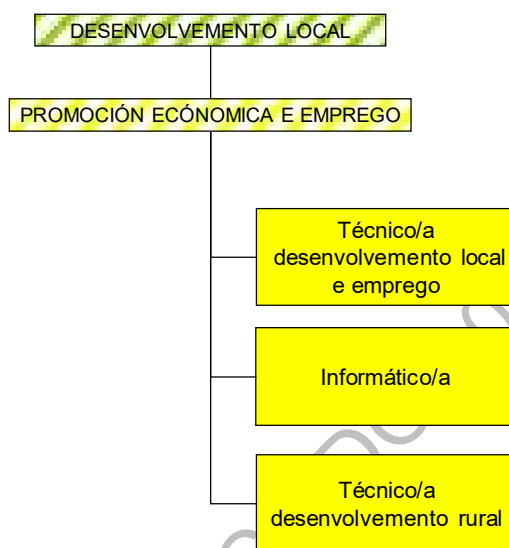 DESENVOLVEMENTO LOCAL
PROMOCIÓN ECÓNOMICA E EMPREGO
Técnico/a
desenvolvemento local
e emprego
Informático/a
Técnico/a
desenvolvemento rural